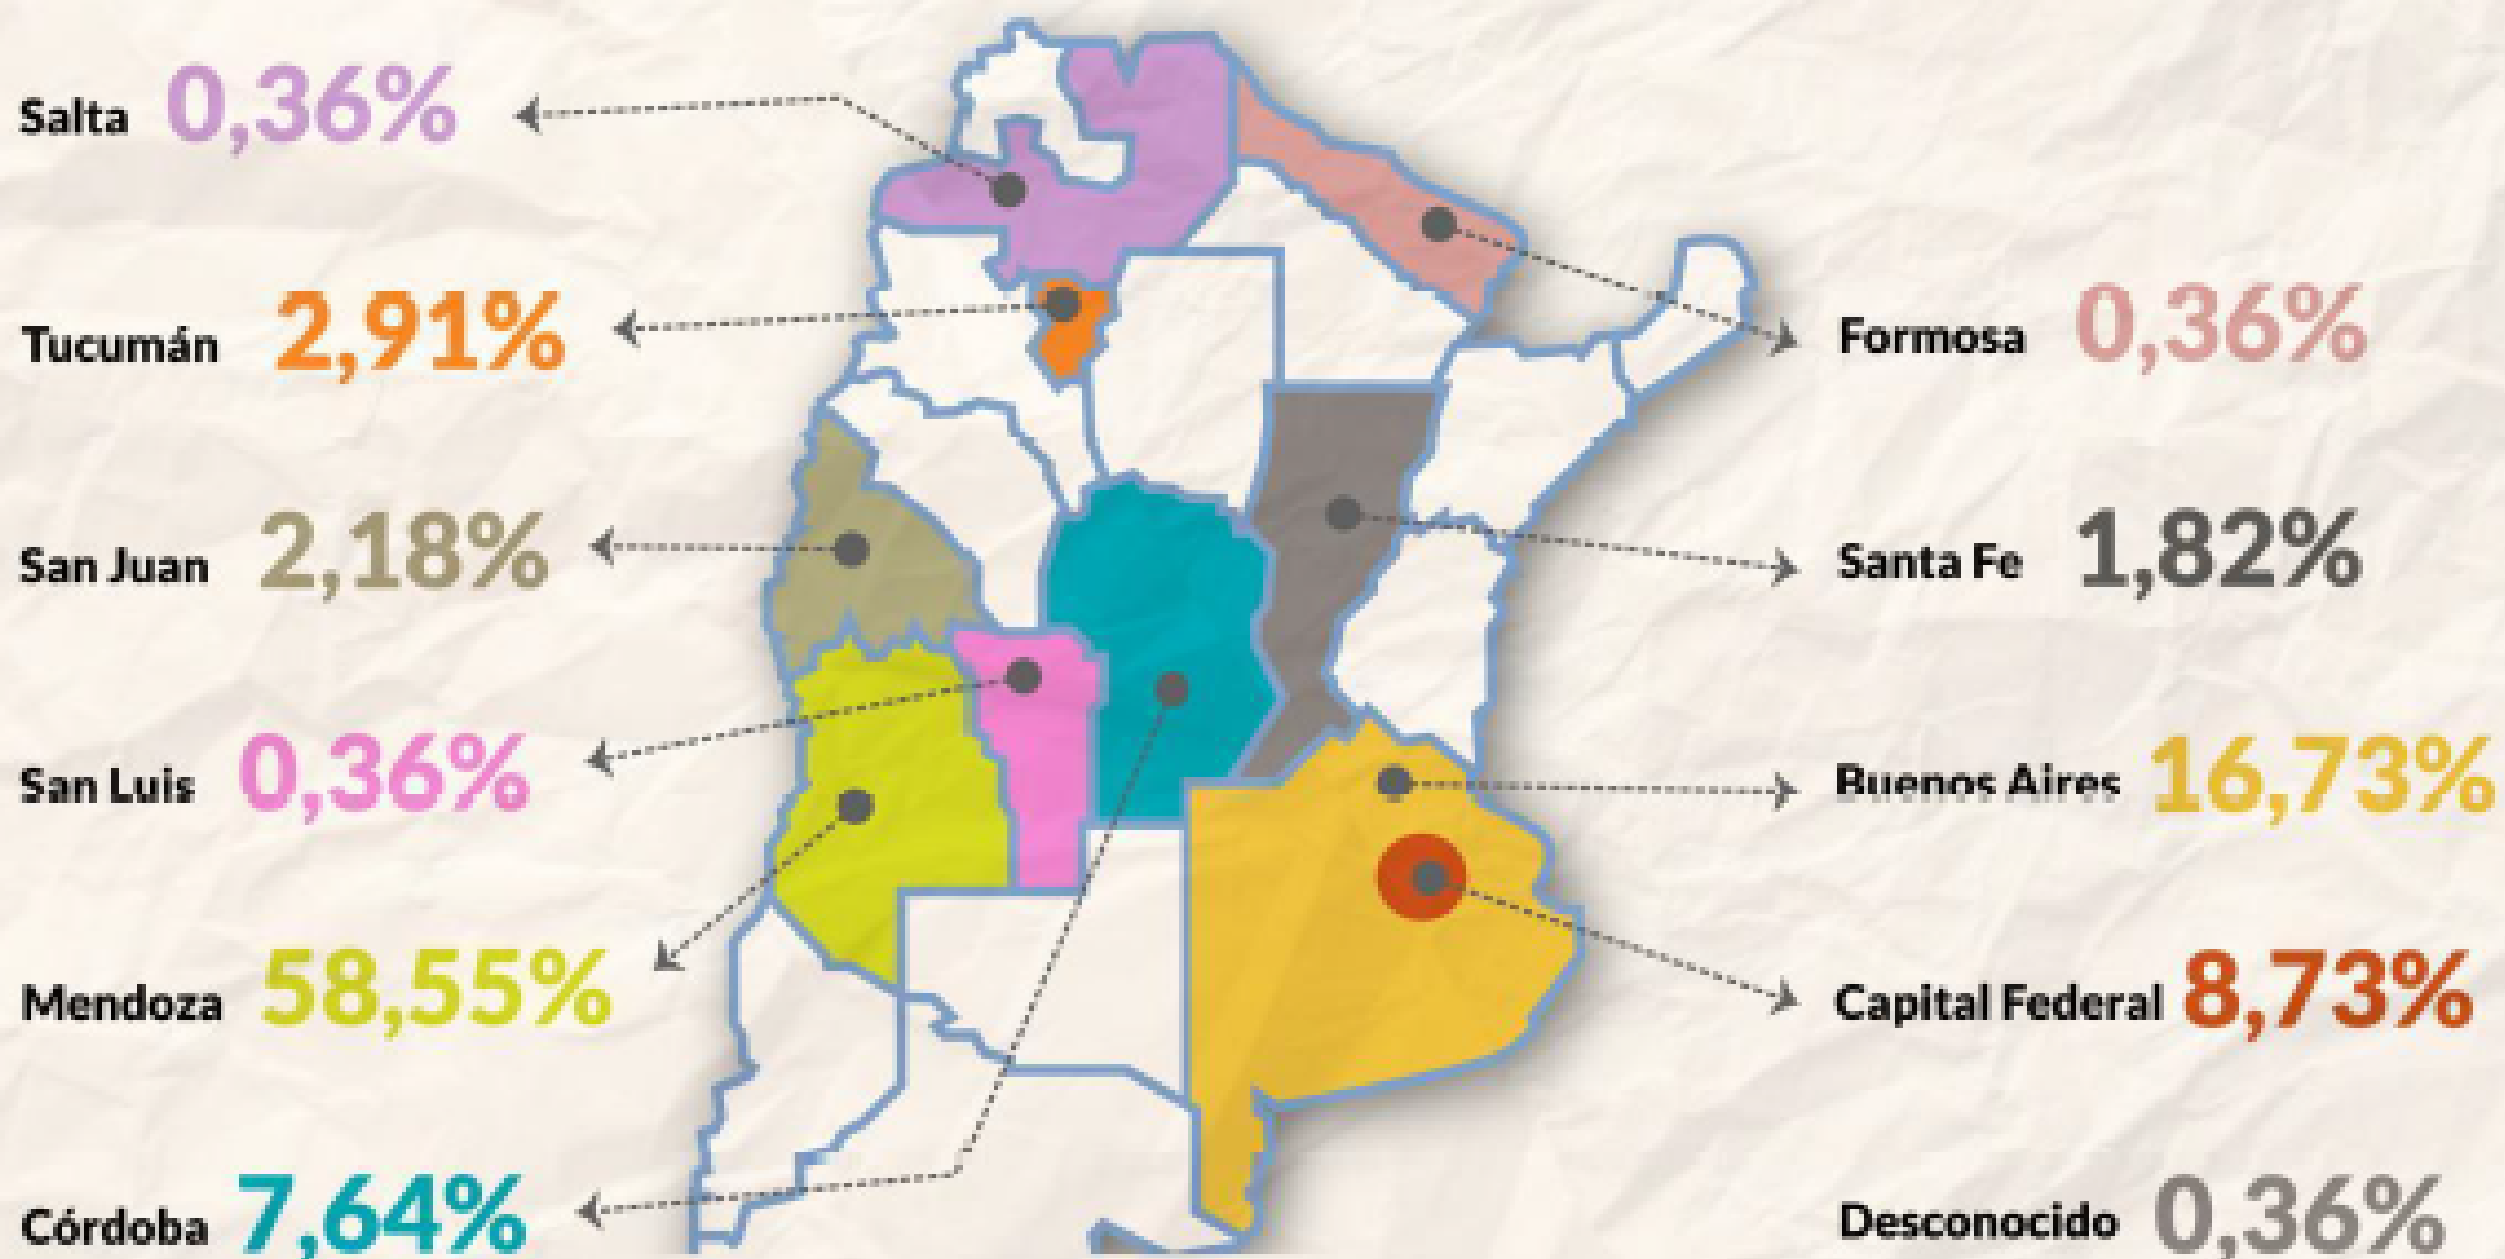 Salta 0,36%
Tucumán 2,91%
San Juan 2,18%
San Luis 0,36%
Mendoza 58,55%
Córdoba 7,64%
Formosa 0,36%
Santa Fe 1,82%
Buenos Aires 16,73%
Capital Federal 8,73%
Desconocido 0,36%